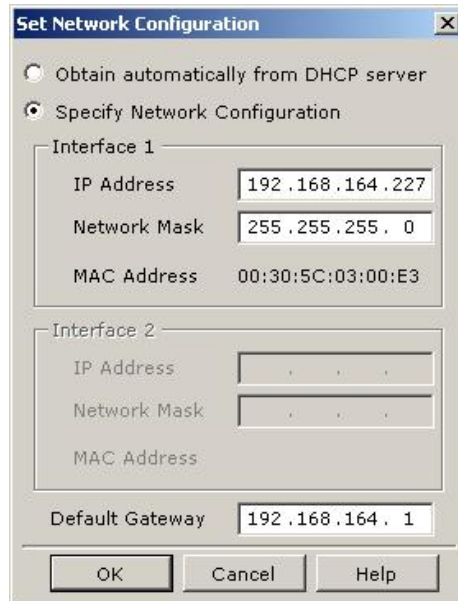 Set Network Configuration
Obtain automatically from DHCP server
Specify Network Configuration
Interface 1
IP Address 192.168.164.227
Network Mask 255.255.255. 0
MAC Address 00:30:5C:03:00:E3
Interface 2
IP Address . . .
Network Mask . . .
MAC Address
Default Gateway 192.168.164. 1
OK Cancel Help